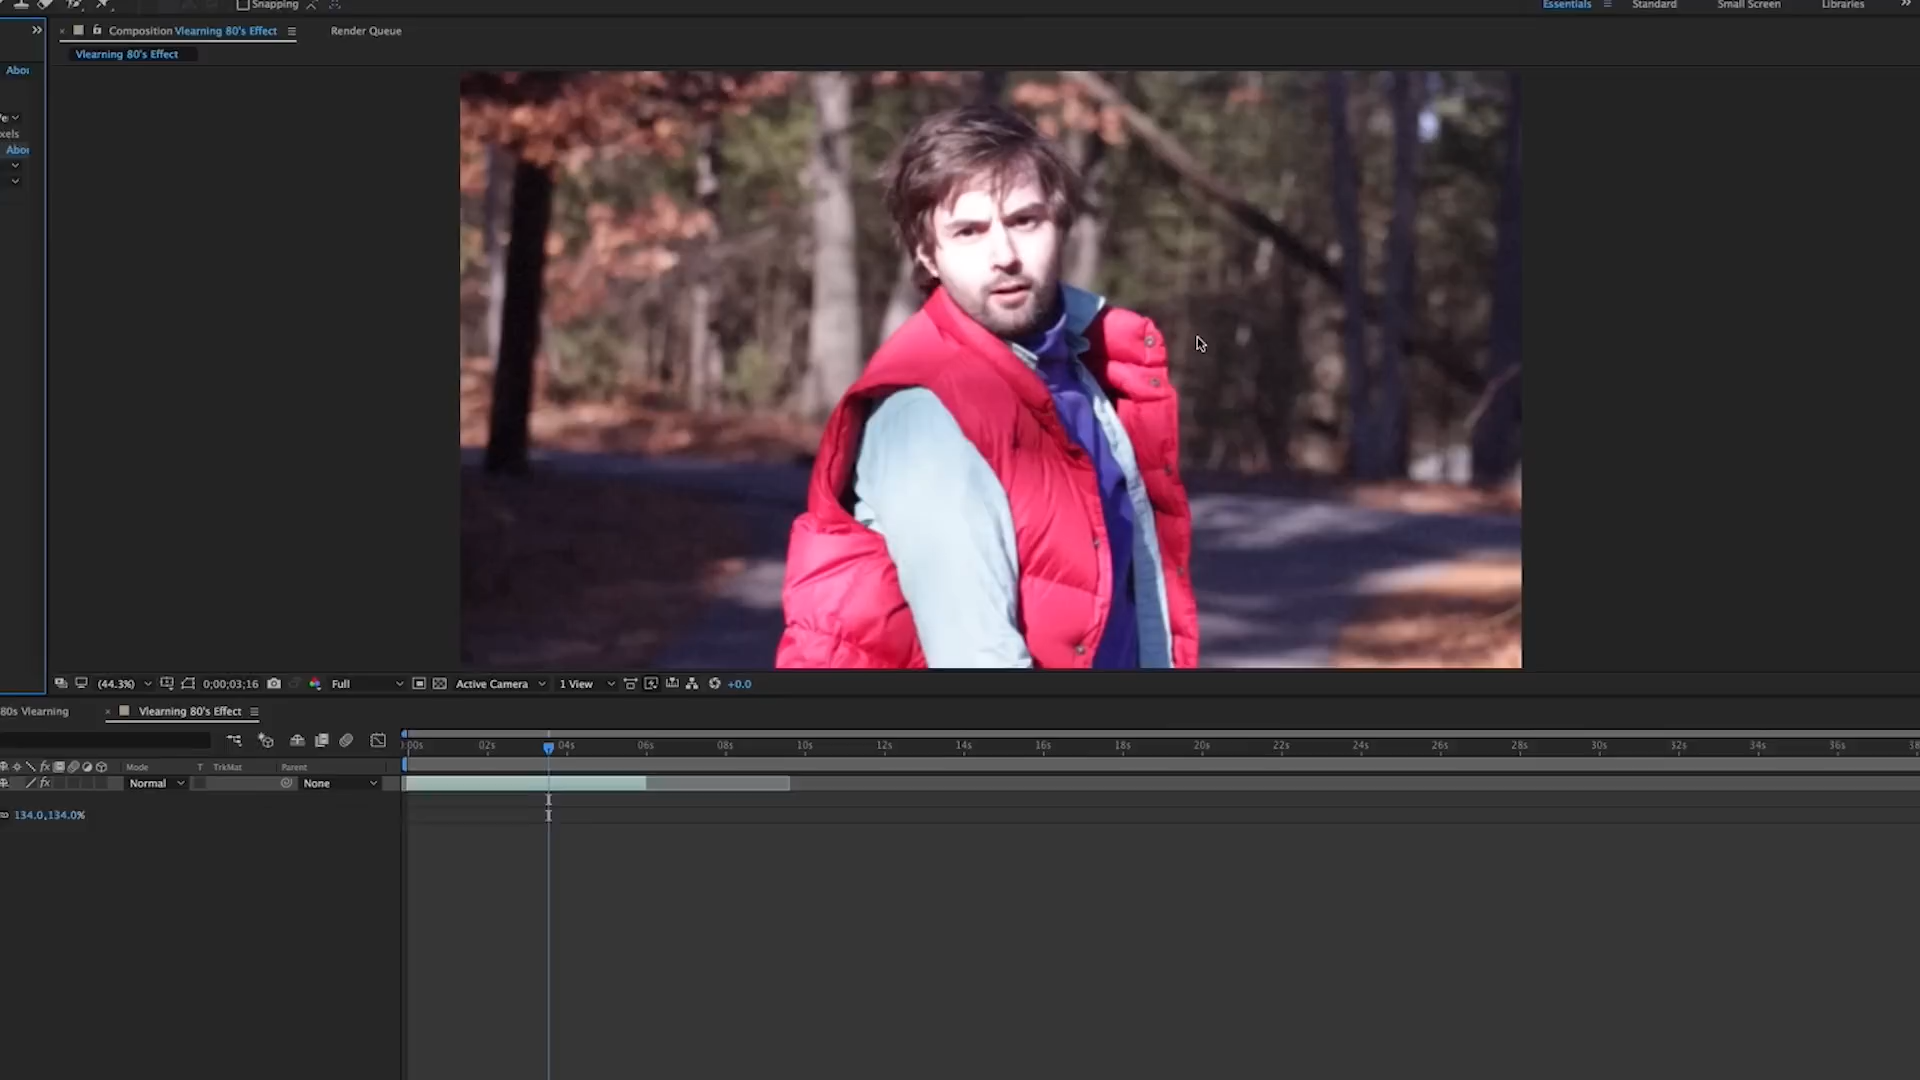 Snapping
Essentials Standard Small Screen Libraries
Composition Vlearning 80's Effect Render Queue
Vlearning 80's Effect
(44.3%) 0;00;03;16 Full Active Camera 1 View +0.0
80s Vlearning Vlearning 80's Effect
02s 04s 06s 08s 10s 12s 14s 16s 18s 20s 22s 24s 26s 28s 30s 32s 34s 36s
Mode T TrkMat Parent
fx Normal None
134.0,134.0%